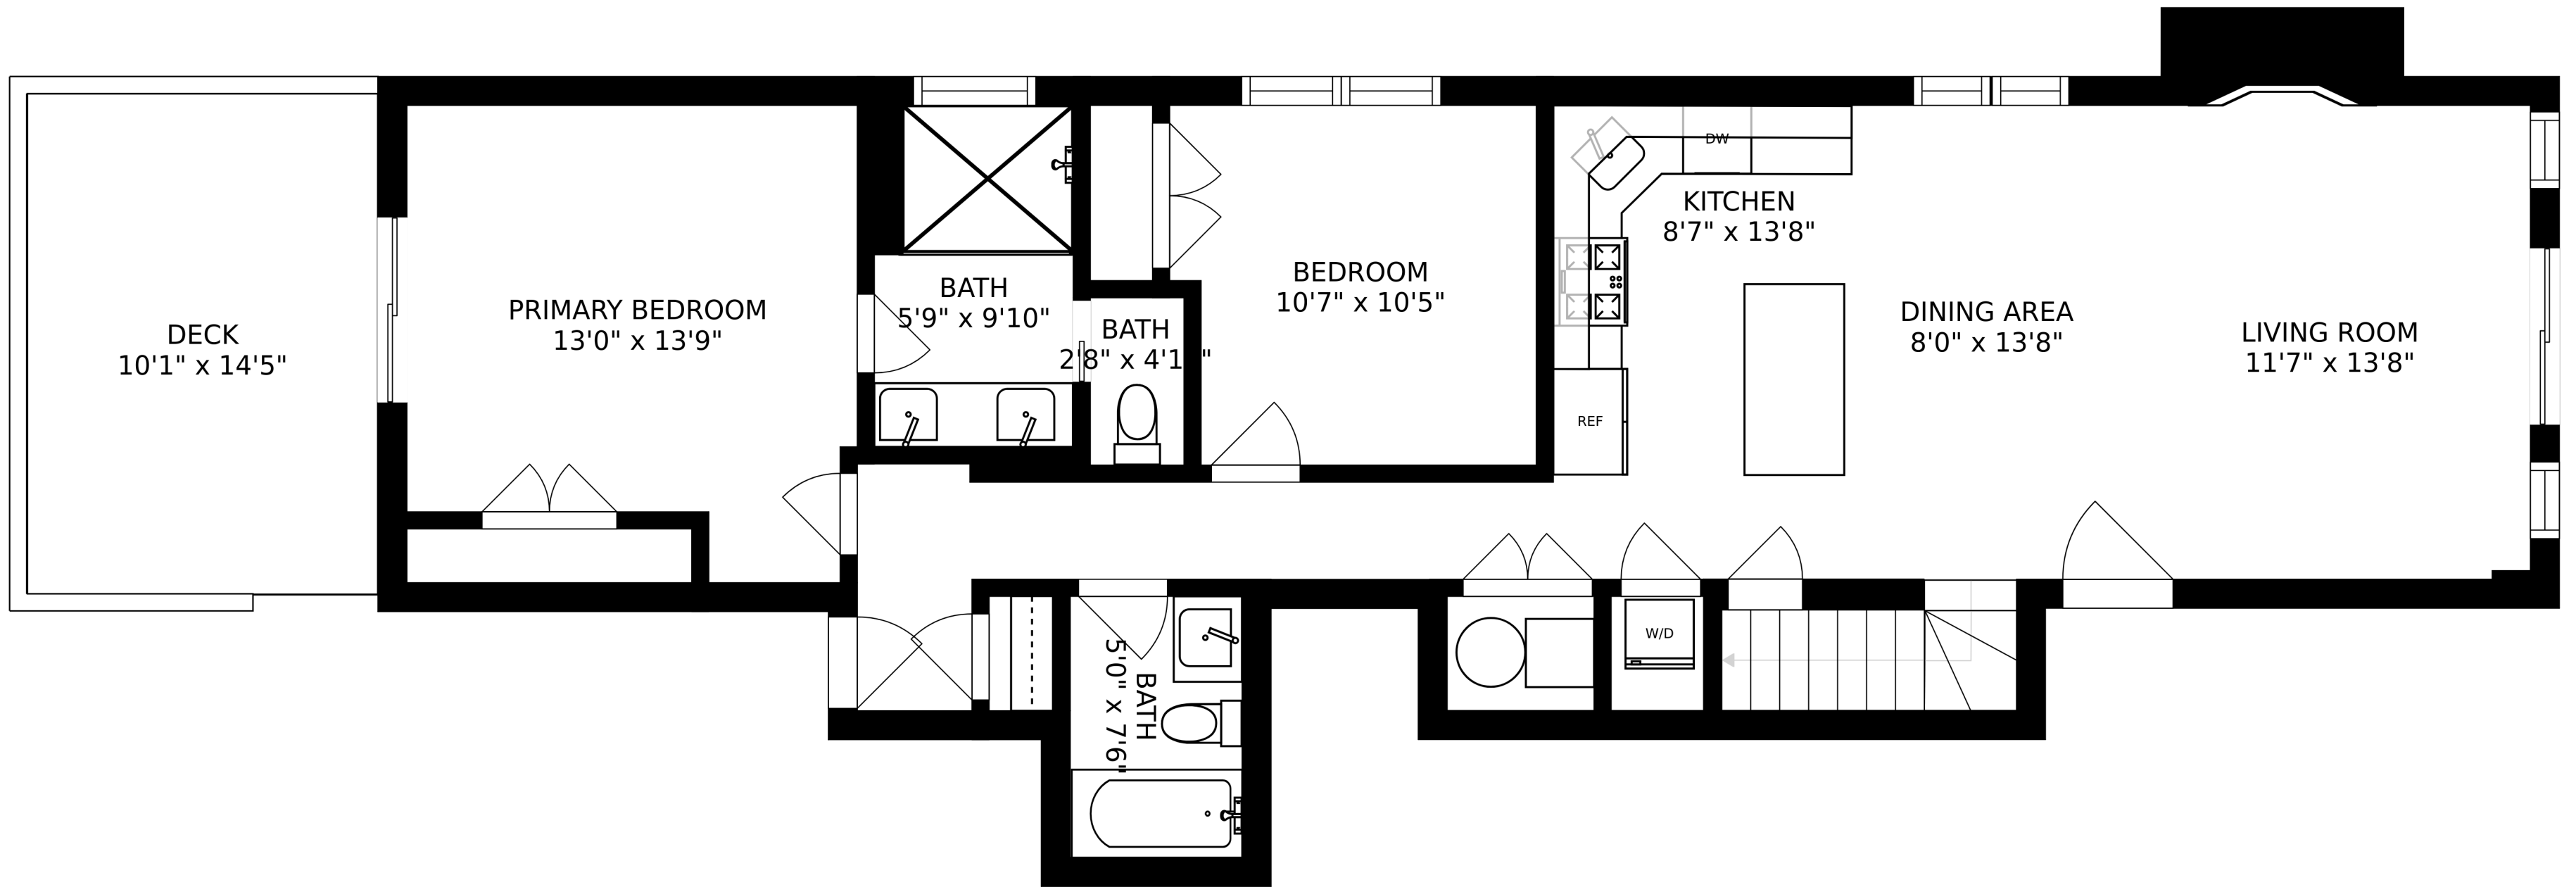 DECK
10'1" x 14'5"
PRIMARY BEDROOM
13'0" x 13'9"
BATH
5'9" x 9'10"
BATH
2'8" x
BEDROOM
10'7" x 10'5"
KITCHEN
8'7" x 13'8"
DW
REF
DINING AREA
8'0" x 13'8"
LIVING ROOM
11'7" x 13'8"
BATH
5'0" x 7'6"
W/D